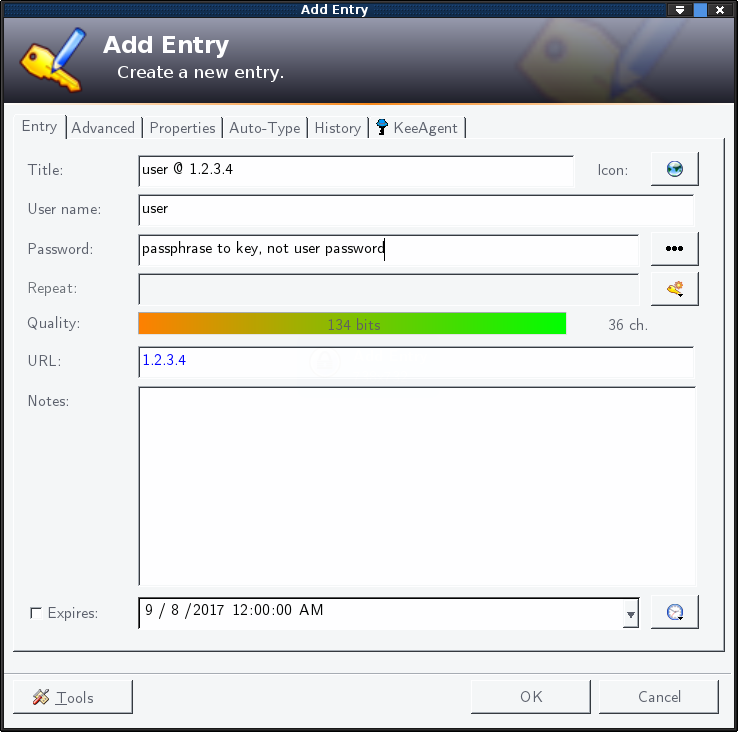 Add Entry
Add Entry
Create a new entry.
Entry Advanced Properties Auto-Type History KeeAgent
Title: user @ 1.2.3.4 Icon:
User name: user
Password: passphrase to key, not user password •••
Repeat:
Quality: 134 bits 36 ch.
URL: 1.2.3.4
Notes:
Expires: 9 / 8 /2017 12:00:00 AM
Tools OK Cancel